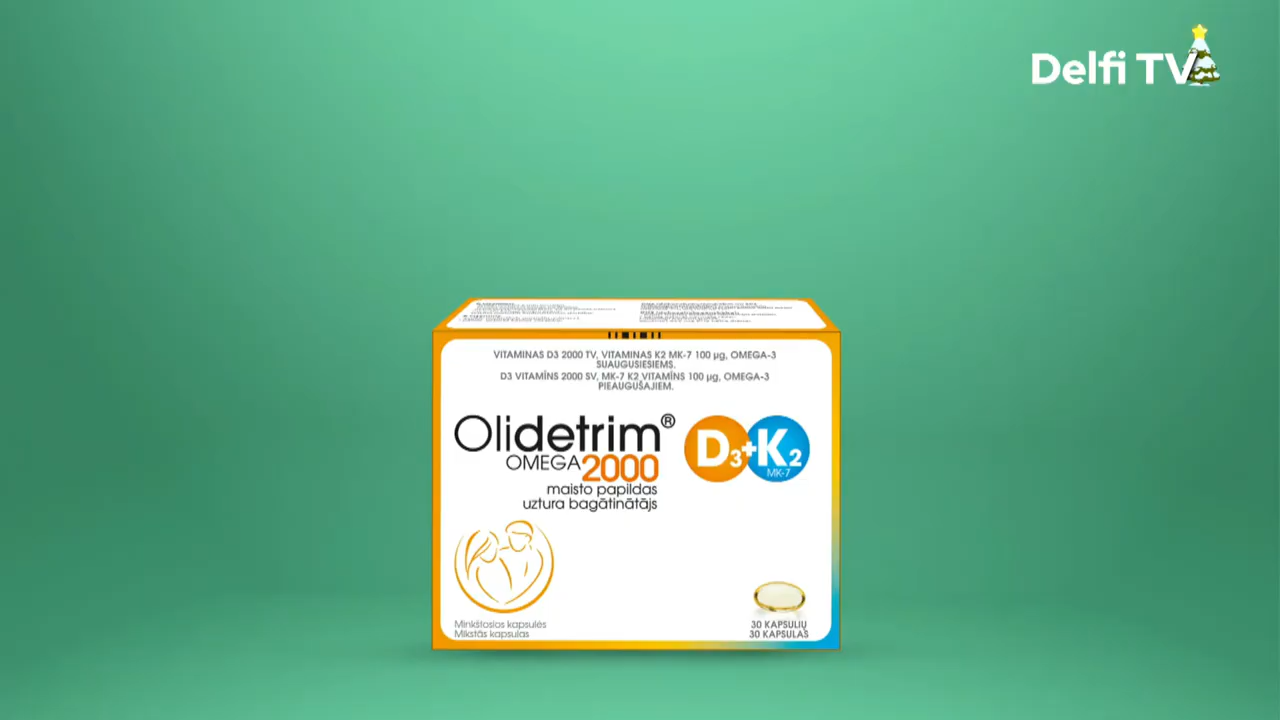 Delfi TV
VITAMINAS D3 2000 TV, VITAMINAS K2 MK-7 100 µg, OMEGA-3
SUAUGUSIESIEMS.
D3 VITAMĪNS 2000 SV, MK-7 K2 VITAMĪNS 100 µg, OMEGA-3
PIEAUGUŠAJIEM.
Olidetrim®
OMEGA 2000
D3+K2
MK-7
maisto papildas
uztura bagātinātājs
Minkštosios kapsulės
Mīkstās kapsulas
30 KAPSULIŲ
30 KAPSULAS